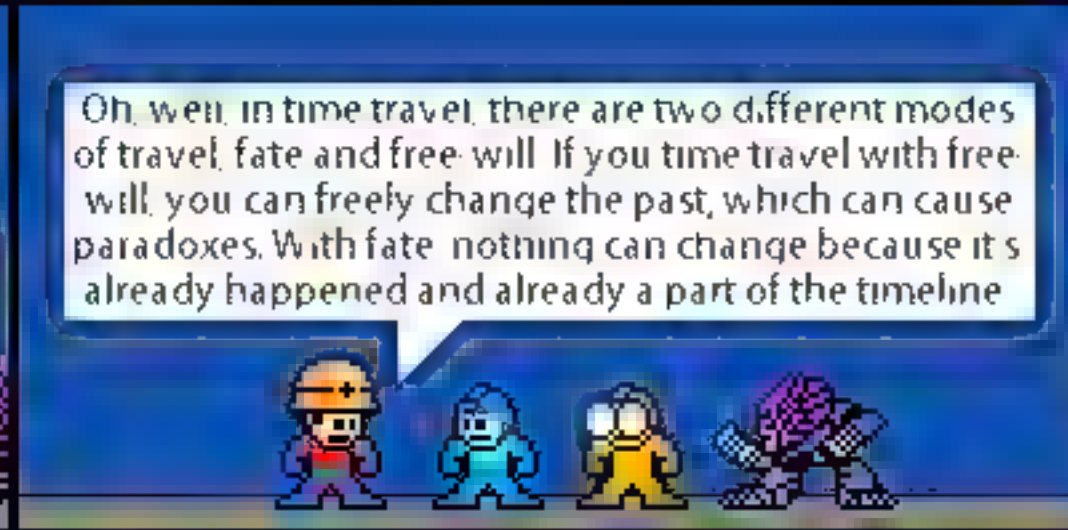 Oh, well, in time travel, there are two different modes
of travel, fate and free-will. If you time travel with free-
will, you can freely change the past, which can cause
paradoxes. With fate, nothing can change because it's
already happened and already a part of the timeline.